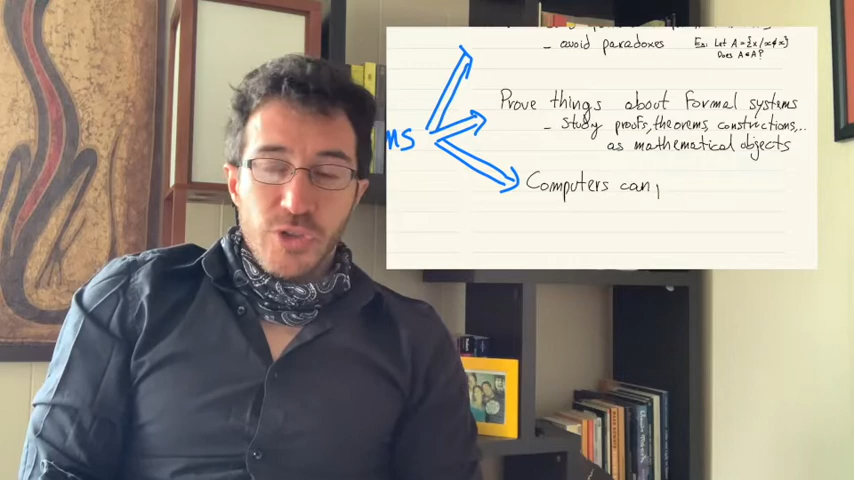 - avoid paradoxes
Ex: Let A = {x/x∉x}
Does A∈A?
Prove things about Formal systems
- study proofs, theorems, constructions,...
as mathematical objects
ms
Computers can